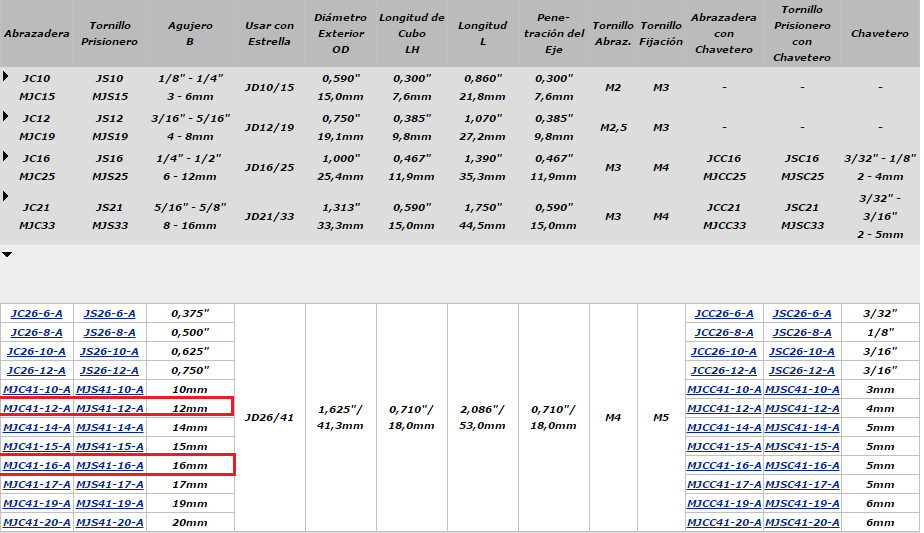 Abrazadera Tornillo Prisionero Agujero B Usar con Estrella Diámetro Exterior OD Longitud de Cubo LH Longitud L Pene- tración del Eje Tornillo Abraz. Tornillo Fijación Abrazadera con Chavetero Tornillo Prisionero con Chavetero Chavetero
JC10 JS10 1/8" - 1/4" JD10/15 0,590" 0,300" 0,860" 0,300" M2 M3 - - -
MJC15 MJS15 3 - 6mm 15,0mm 7,6mm 21,8mm 7,6mm
JC12 JS12 3/16" - 5/16" JD12/19 0,750" 0,385" 1,070" 0,385" M2,5 M3 - - -
MJC19 MJS19 4 - 8mm 19,1mm 9,8mm 27,2mm 9,8mm
JC16 JS16 1/4" - 1/2" JD16/25 1,000" 0,467" 1,390" 0,467" M3 M4 JCC16 JSC16 3/32" - 1/8"
MJC25 MJS25 6 - 12mm 25,4mm 11,9mm 35,3mm 11,9mm MJCC25 MJSC25 2 - 4mm
JC21 JS21 5/16" - 5/8" JD21/33 1,313" 0,590" 1,750" 0,590" M3 M4 JCC21 JSC21 3/32" - 3/16"
MJC33 MJS33 8 - 16mm 33,3mm 15,0mm 44,5mm 15,0mm MJCC33 MJSC33 2 - 5mm
JC26-6-A JS26-6-A 0,375" JCC26-6-A JSC26-6-A 3/32"
JC26-8-A JS26-8-A 0,500" JCC26-8-A JSC26-8-A 1/8"
JC26-10-A JS26-10-A 0,625" JCC26-10-A JSC26-10-A 3/16"
JC26-12-A JS26-12-A 0,750" JCC26-12-A JSC26-12-A 3/16"
MJC41-10-A MJS41-10-A 10mm MJCC41-10-A MJSC41-10-A 3mm
MJC41-12-A MJS41-12-A 12mm JD26/41 1,625"/ 41,3mm 0,710"/ 18,0mm 2,086"/ 53,0mm 0,710"/ 18,0mm M4 M5 MJCC41-12-A MJSC41-12-A 4mm
MJC41-14-A MJS41-14-A 14mm MJCC41-14-A MJSC41-14-A 5mm
MJC41-15-A MJS41-15-A 15mm MJCC41-15-A MJSC41-15-A 5mm
MJC41-16-A MJS41-16-A 16mm MJCC41-16-A MJSC41-16-A 5mm
MJC41-17-A MJS41-17-A 17mm MJCC41-17-A MJSC41-17-A 5mm
MJC41-19-A MJS41-19-A 19mm MJCC41-19-A MJSC41-19-A 6mm
MJC41-20-A MJS41-20-A 20mm MJCC41-20-A MJSC41-20-A 6mm